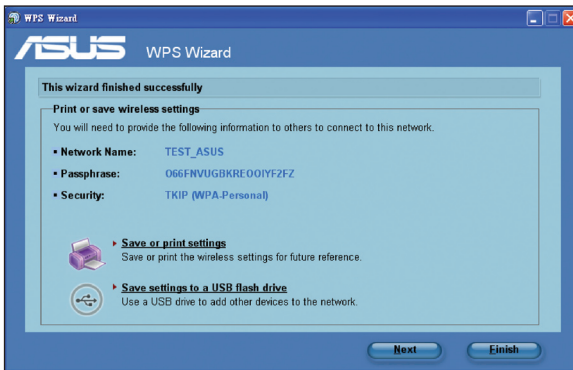 WPS Wizard
ASUS WPS Wizard
This wizard finished successfully
Print or save wireless settings
You will need to provide the following information to others to connect to this network.
Network Name: TEST_ASUS
Passphrase: O66FNVUGBKREOOIYF2FZ
Security: TKIP (WPA-Personal)
Save or print settings
Save or print the wireless settings for future reference.
Save settings to a USB flash drive
Use a USB drive to add other devices to the network.
Next Finish